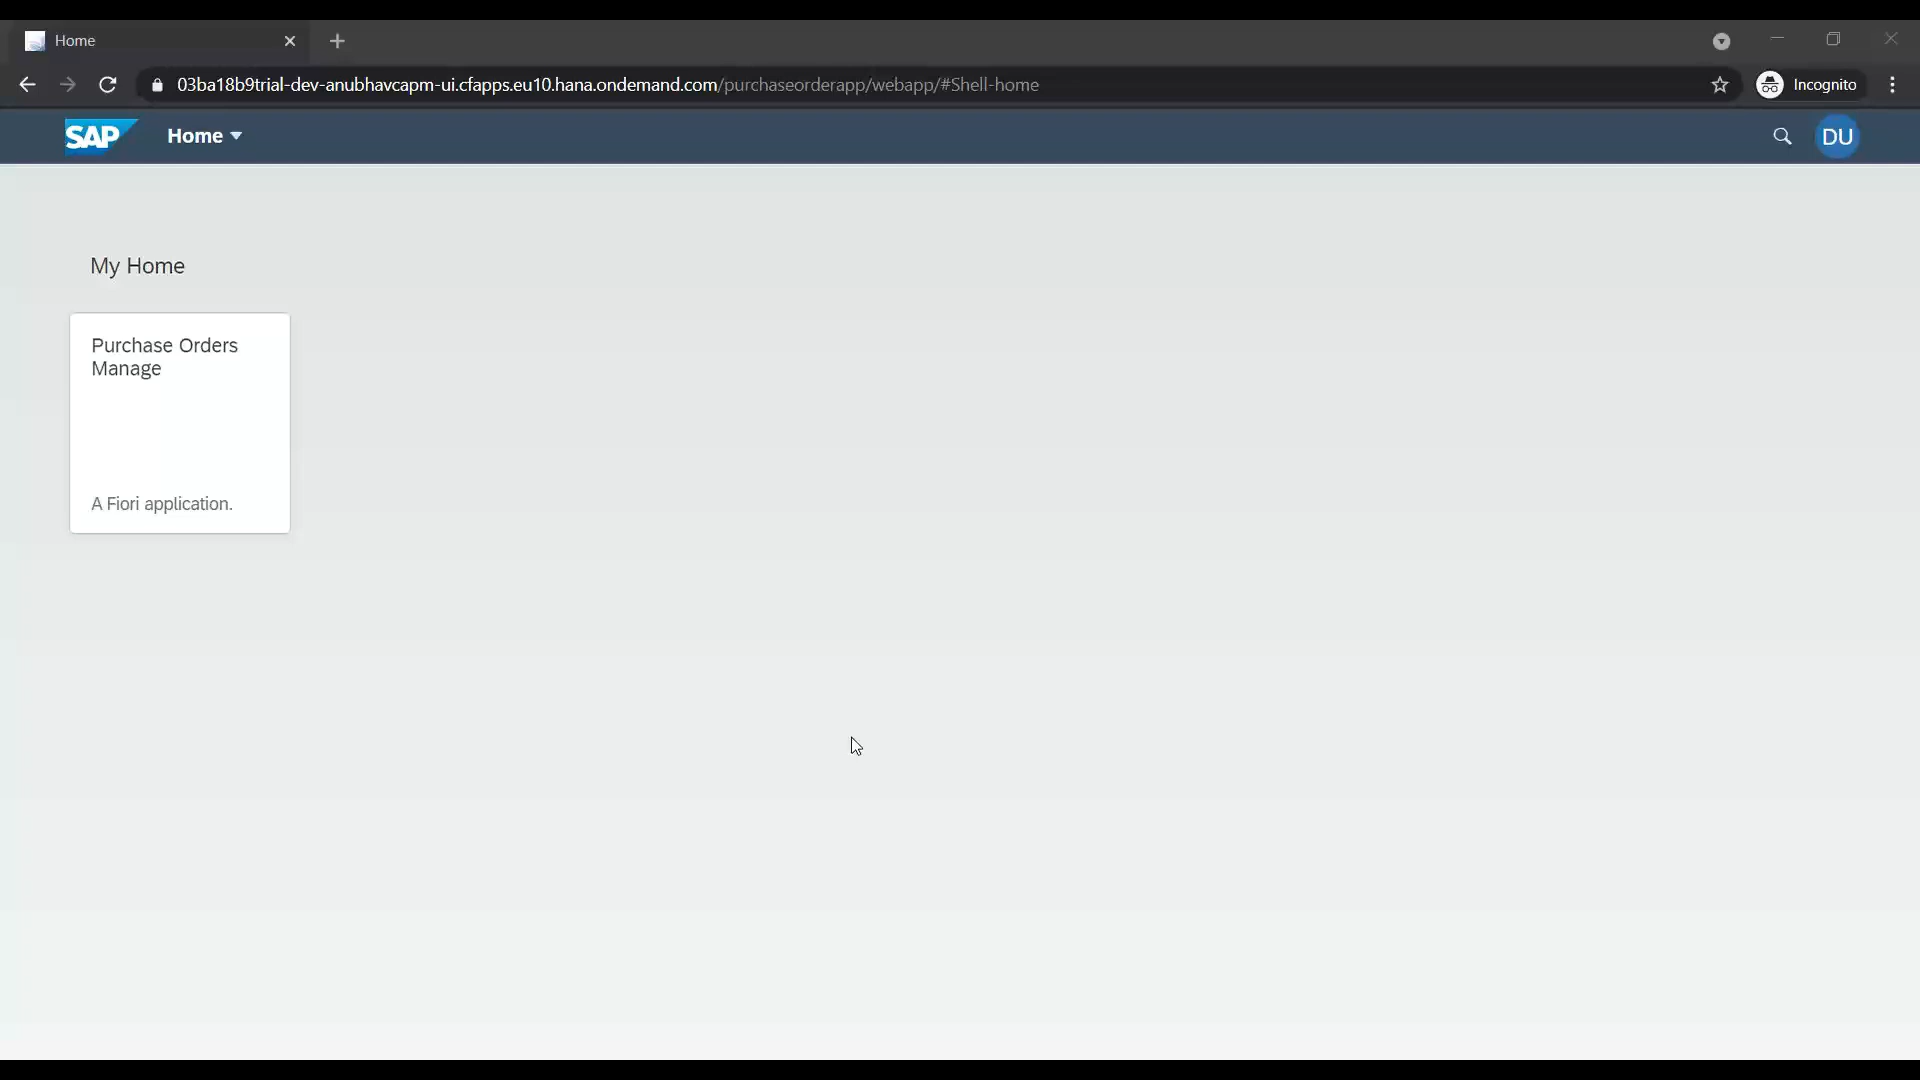 Home
03ba18b9trial-dev-anubhavcapm-ui.cfapps.eu10.hana.ondemand.com/purchaseorderapp/webapp/#Shell-home
Incognito
SAP Home DU
My Home
Purchase Orders
Manage
A Fiori application.